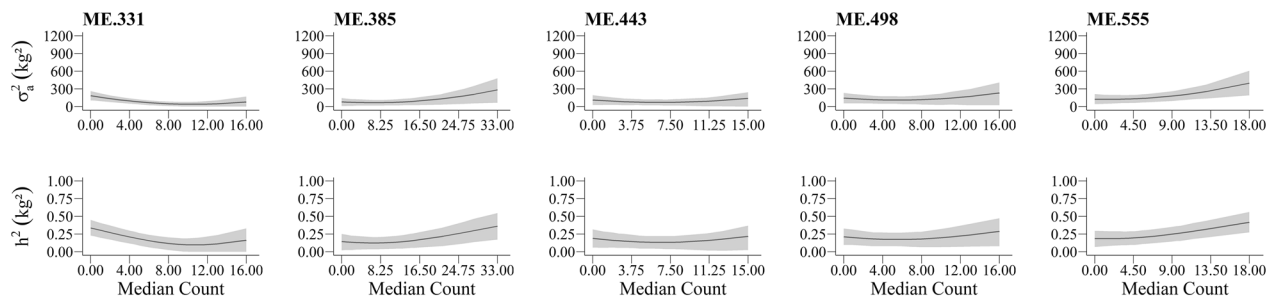 ME.331 ME.385 ME.443 ME.498 ME.555
σ²ₐ (kg²)
1200 1200 1200 1200 1200
900 900 900 900 900
600 600 600 600 600
300 300 300 300 300
0 0 0 0 0
0.00 4.00 8.00 12.00 16.00 0.00 8.25 16.50 24.75 33.00 0.00 3.75 7.50 11.25 15.00 0.00 4.00 8.00 12.00 16.00 0.00 4.50 9.00 13.50 18.00
h² (kg²)
1.00 1.00 1.00 1.00 1.00
0.75 0.75 0.75 0.75 0.75
0.50 0.50 0.50 0.50 0.50
0.25 0.25 0.25 0.25 0.25
0.00 0.00 0.00 0.00 0.00
0.00 4.00 8.00 12.00 16.00 0.00 8.25 16.50 24.75 33.00 0.00 3.75 7.50 11.25 15.00 0.00 4.00 8.00 12.00 16.00 0.00 4.50 9.00 13.50 18.00
Median Count Median Count Median Count Median Count Median Count